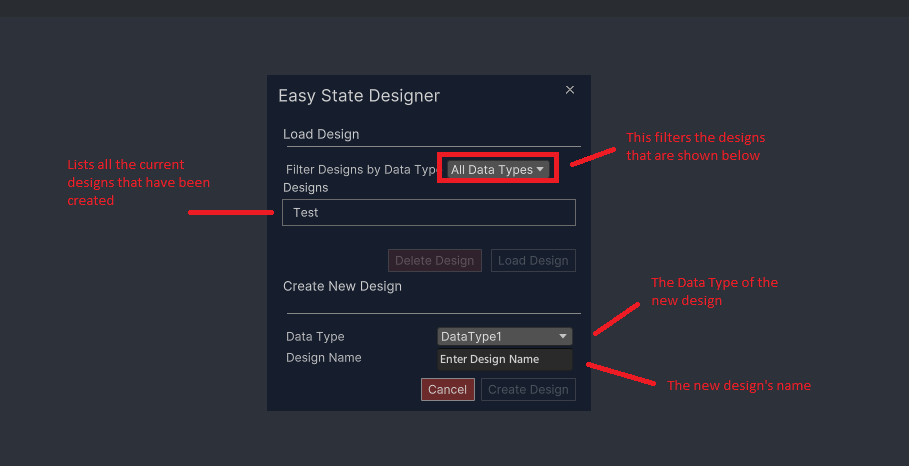 Easy State Designer
Load Design
This filters the designs
that are shown below
Lists all the current
designs that have been
created
Filter Designs by Data Typ
All Data Types
Designs
Test
Delete Design
Load Design
Create New Design
The Data Type of the
new design
Data Type
DataType1
Design Name
Enter Design Name
The new design's name
Cancel
Create Design